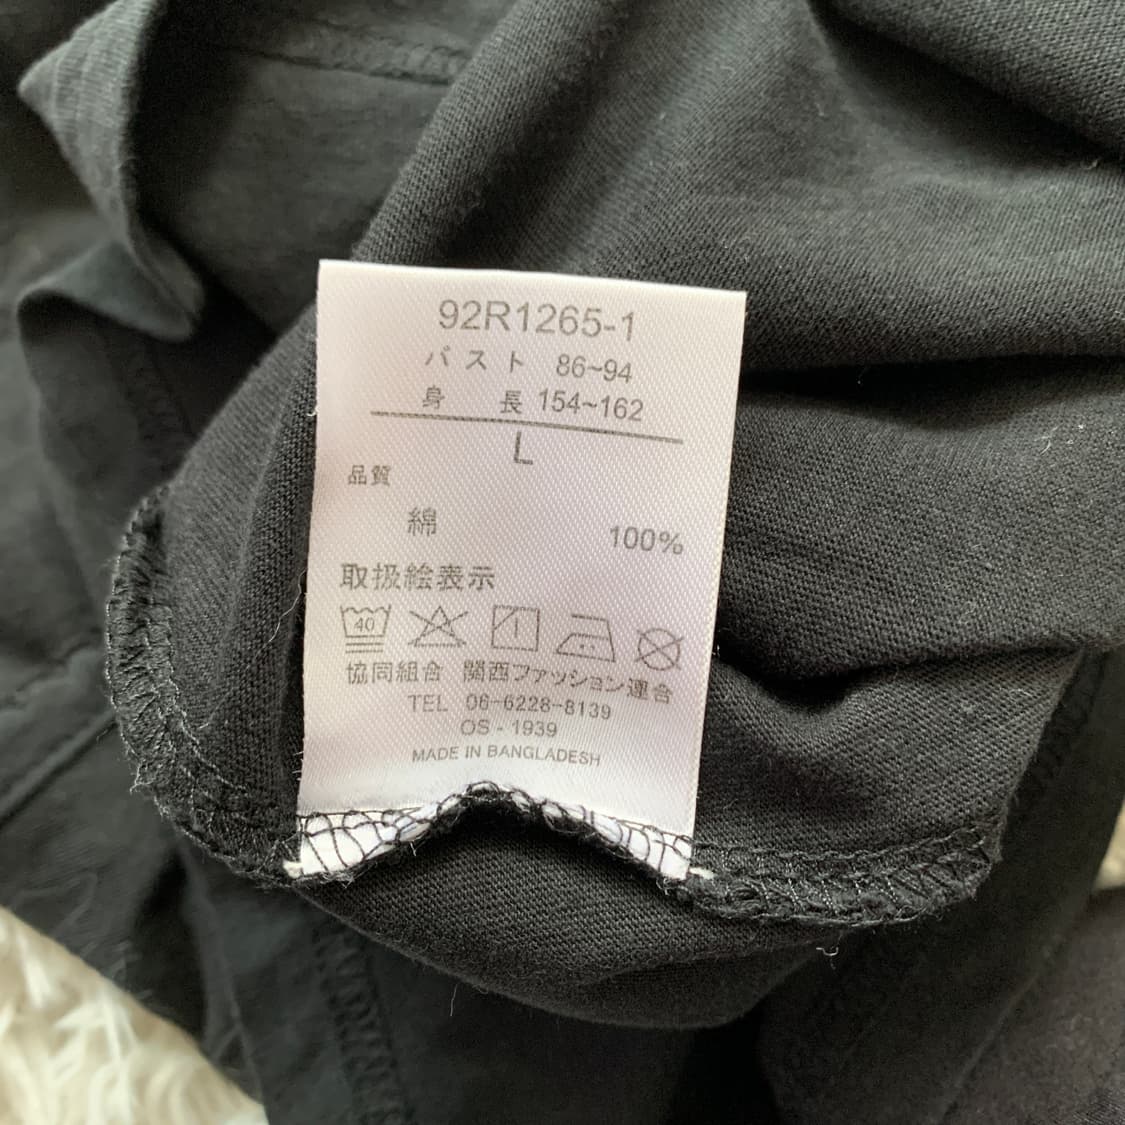 92R1265-1
バスト 86~94
身長 154~162
L
品質
綿 100%
取扱絵表示
40
協同組合 関西ファッション連合
TEL 06-6228-8139
OS - 1939
MADE IN BANGLADESH